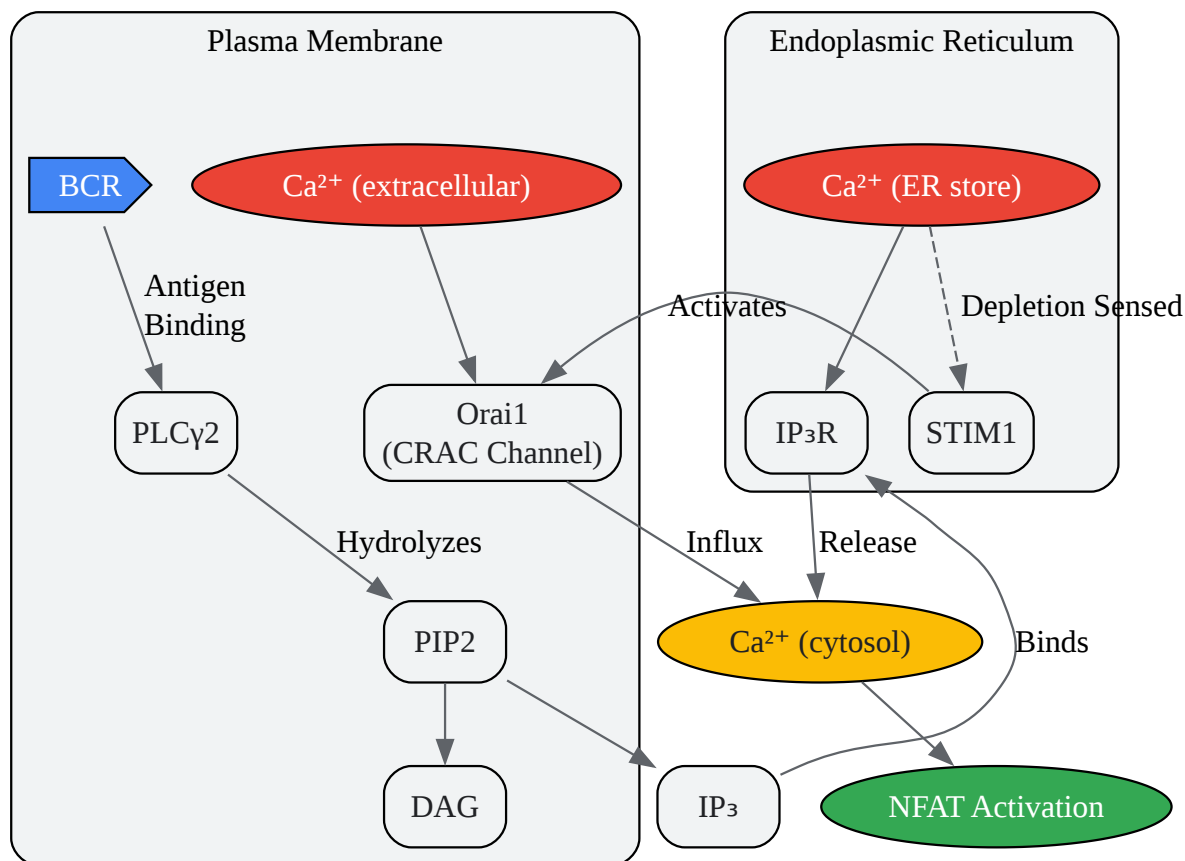 Plasma Membrane
Endoplasmic Reticulum
BCR
Ca²⁺ (extracellular)
Ca²⁺ (ER store)
Antigen
Binding
Activates
Depletion Sensed
PLCγ2
Orai1
(CRAC Channel)
IP₃R
STIM1
Hydrolyzes
Influx
Release
PIP2
Ca²⁺ (cytosol)
Binds
DAG
IP₃
NFAT Activation